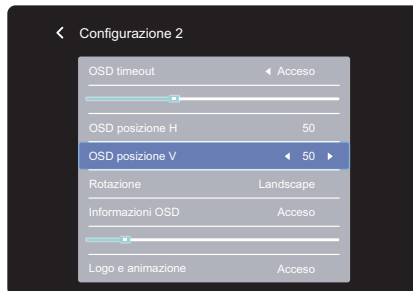 Configurazione 2
OSD timeout Acceso
OSD posizione H 50
OSD posizione V 50
Rotazione Landscape
Informazioni OSD Acceso
Logo e animazione Acceso